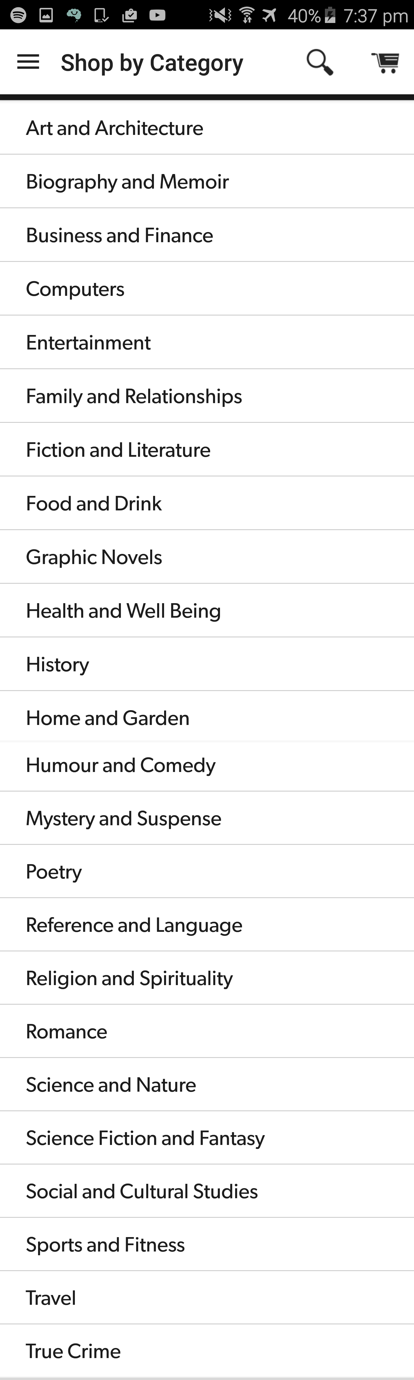 40% 7:37 pm
Shop by Category
Art and Architecture
Biography and Memoir
Business and Finance
Computers
Entertainment
Family and Relationships
Fiction and Literature
Food and Drink
Graphic Novels
Health and Well Being
History
Home and Garden
Humour and Comedy
Mystery and Suspense
Poetry
Reference and Language
Religion and Spirituality
Romance
Science and Nature
Science Fiction and Fantasy
Social and Cultural Studies
Sports and Fitness
Travel
True Crime